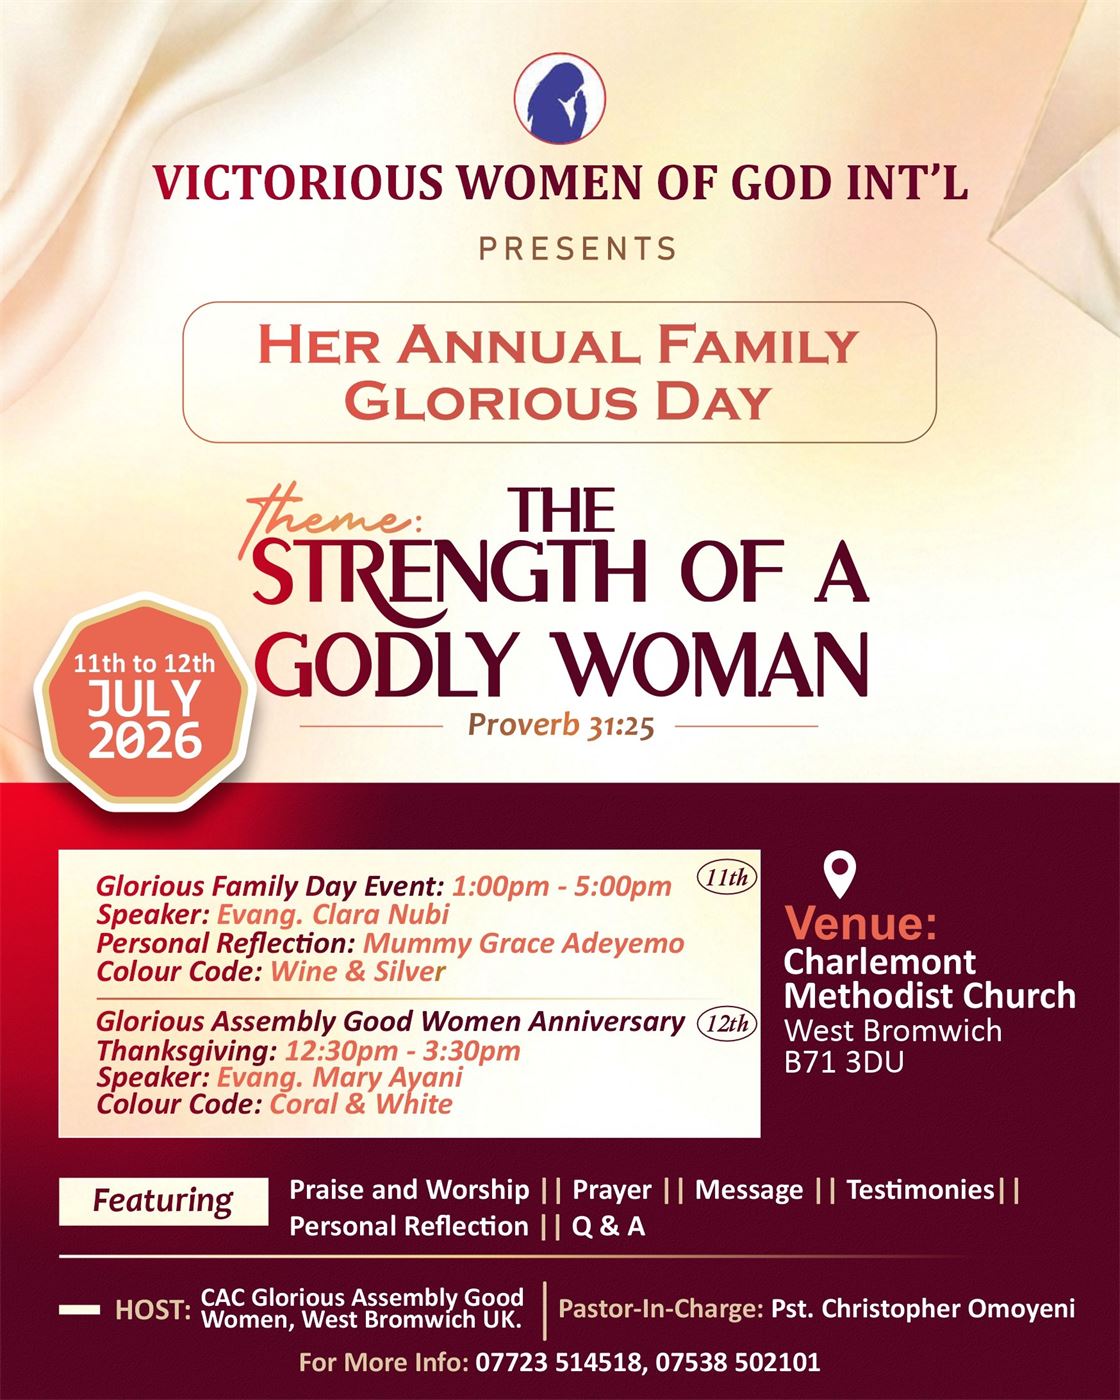 VICTORIOUS WOMEN OF GOD INT'L
PRESENTS
HER ANNUAL FAMILY
GLORIOUS DAY
theme: THE
STRENGTH OF A
GODLY WOMAN
Proverb 31:25
11th to 12th
JULY
2026
Glorious Family Day Event: 1:00pm - 5:00pm 11th
Speaker: Evang. Clara Nubi
Personal Reflection: Mummy Grace Adeyemo
Colour Code: Wine & Silver
Glorious Assembly Good Women Anniversary 12th
Thanksgiving: 12:30pm - 3:30pm
Speaker: Evang. Mary Ayani
Colour Code: Coral & White
Venue:
Charlemont
Methodist Church
West Bromwich
B71 3DU
Featuring
Praise and Worship || Prayer || Message || Testimonies||
Personal Reflection || Q & A
HOST: CAC Glorious Assembly Good
Women, West Bromwich UK.
Pastor-In-Charge: Pst. Christopher Omoyeni
For More Info: 07723 514518, 07538 502101